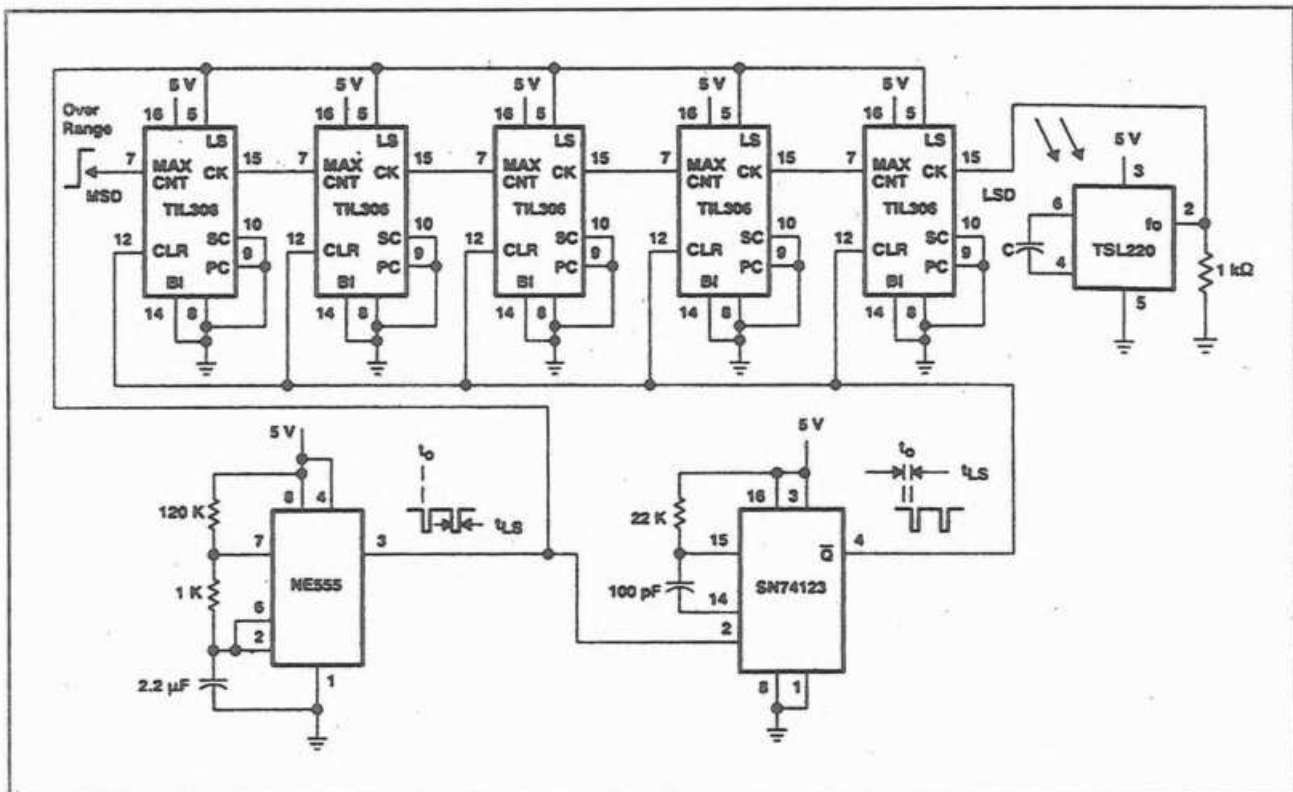 5 V 5 V 5 V 5 V 5 V
16 5 16 5 16 5 16 5 16 5
Over
Range
LS LS LS LS LS
5 V
7 MAX CNT CK 15 7 MAX CNT CK 15 7 MAX CNT CK 15 7 MAX CNT CK 15 7 MAX CNT CK 15
3
MSD
LSD
TIL306 TIL306 TIL306 TIL306 TIL306
6 fo 2
12 CLR SC 10 12 CLR SC 10 12 CLR SC 10 12 CLR SC 10 12 CLR SC 10
PC 9 PC 9 PC 9 PC 9 PC 9
C 4 TSL220 1 kΩ
BI BI BI BI BI
14 8 14 8 14 8 14 8 14 8
5
5 V
8 4
120 K
7
1 K
NE555
3
6
2
2.2 µF
1
to
tLS
5 V
16 3
22 K
15
Q̅
4
100 pF
14
SN74123
2
8 1
to
tLS